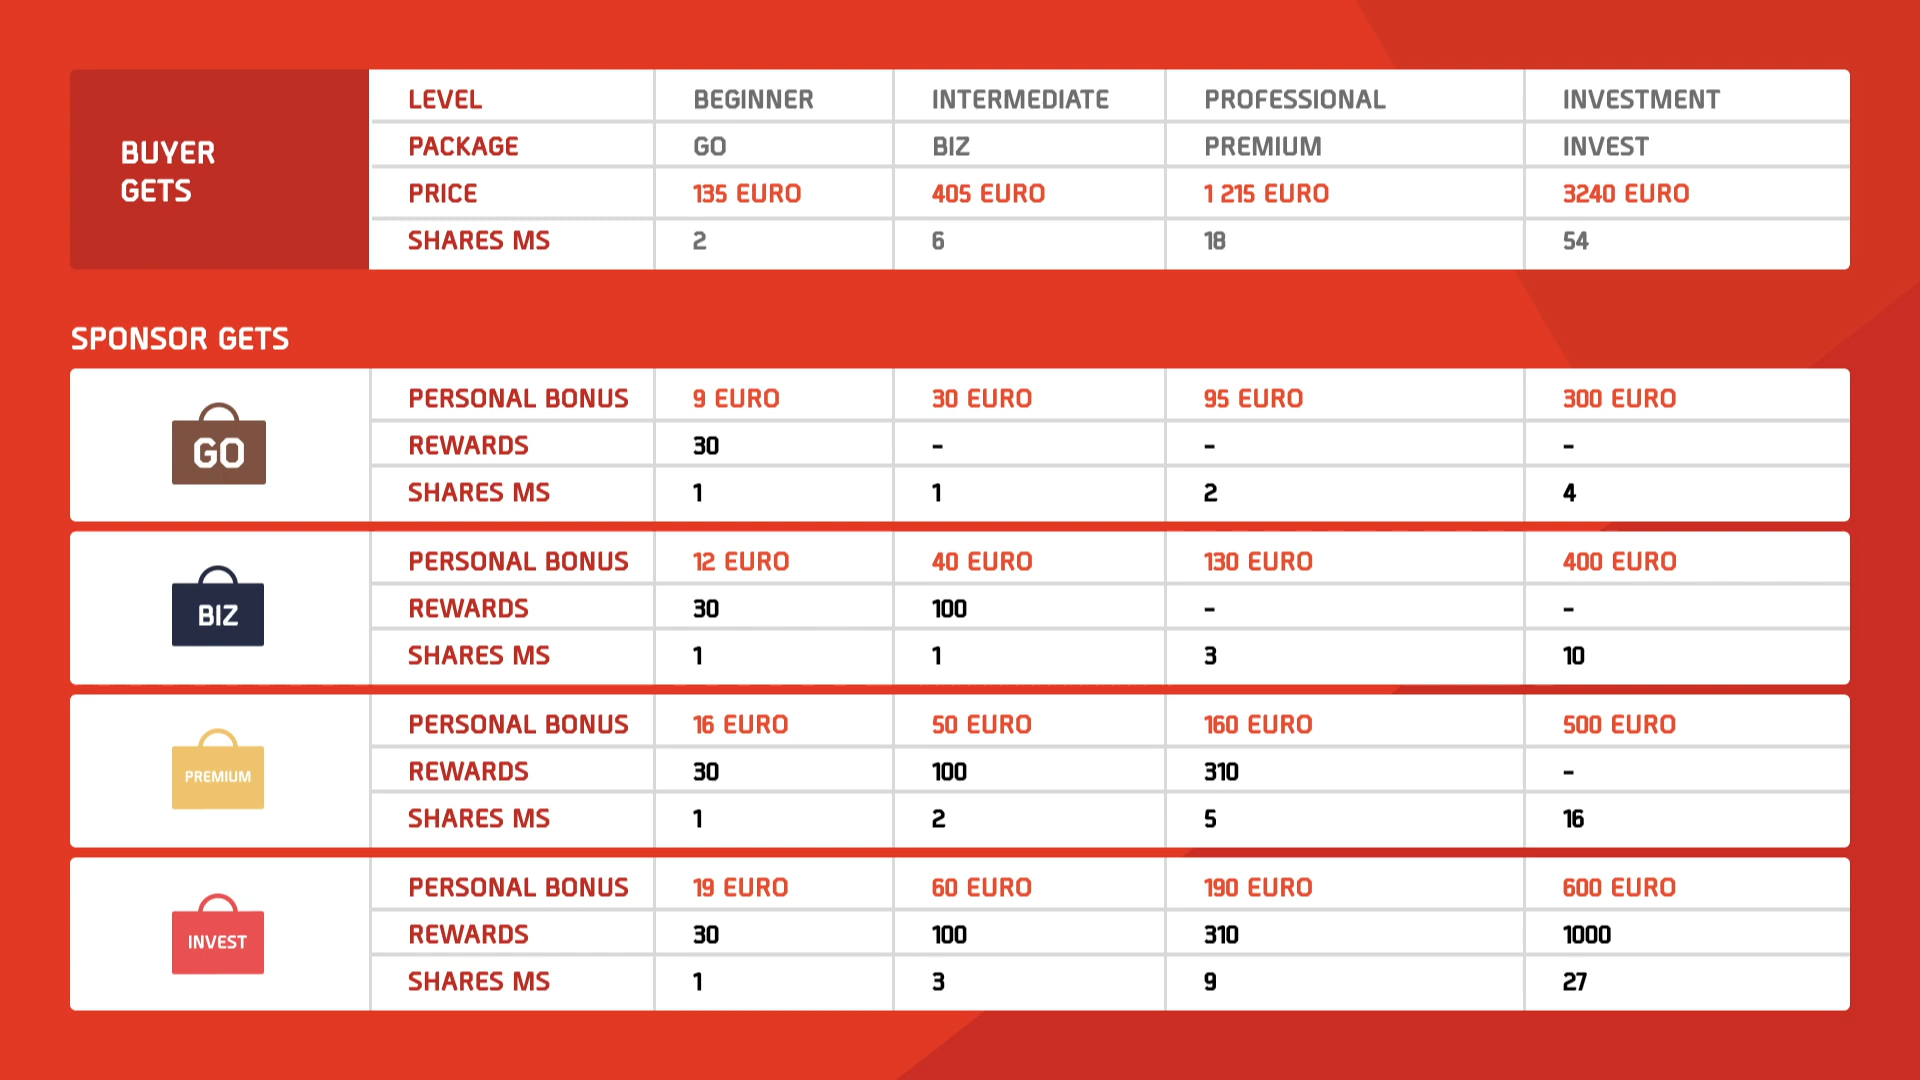 BUYER
GETS
LEVEL BEGINNER INTERMEDIATE PROFESSIONAL INVESTMENT
PACKAGE GO BIZ PREMIUM INVEST
PRICE 135 EURO 405 EURO 1 215 EURO 3240 EURO
SHARES MS 2 6 18 54
SPONSOR GETS
GO
PERSONAL BONUS 9 EURO 30 EURO 95 EURO 300 EURO
REWARDS 30 - - -
SHARES MS 1 1 2 4
BIZ
PERSONAL BONUS 12 EURO 40 EURO 130 EURO 400 EURO
REWARDS 30 100 - -
SHARES MS 1 1 3 10
PREMIUM
PERSONAL BONUS 16 EURO 50 EURO 160 EURO 500 EURO
REWARDS 30 100 310 -
SHARES MS 1 2 5 16
INVEST
PERSONAL BONUS 19 EURO 60 EURO 190 EURO 600 EURO
REWARDS 30 100 310 1000
SHARES MS 1 3 9 27